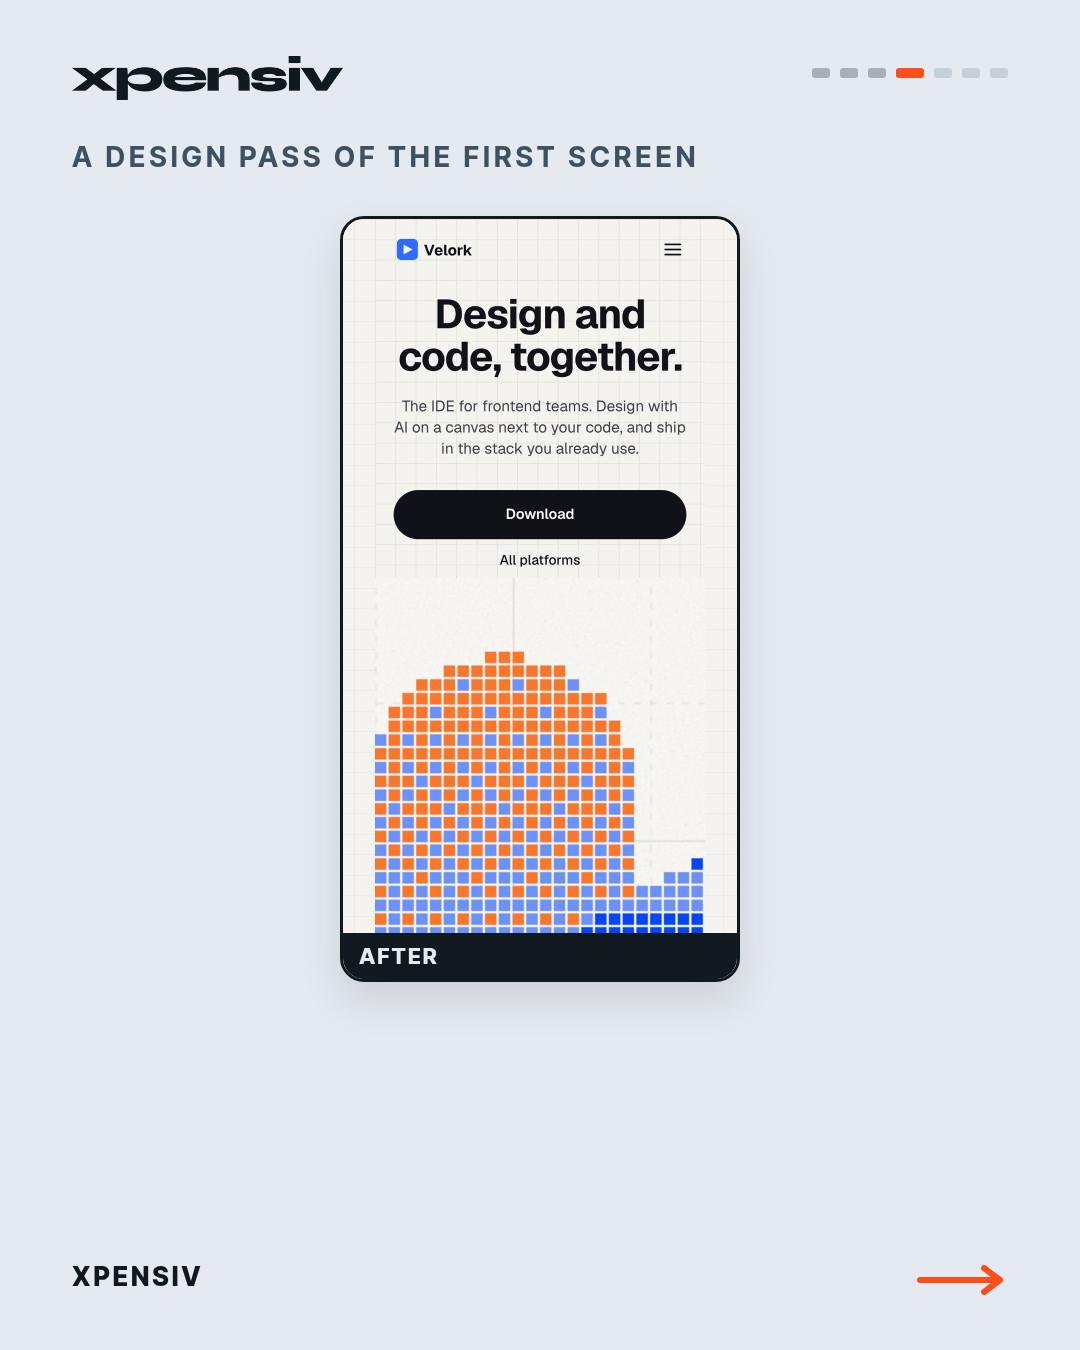 xpensiv
A DESIGN PASS OF THE FIRST SCREEN
Velork
Design and
code, together.
The IDE for frontend teams. Design with
AI on a canvas next to your code, and ship
in the stack you already use.
Download
All platforms
AFTER
XPENSIV